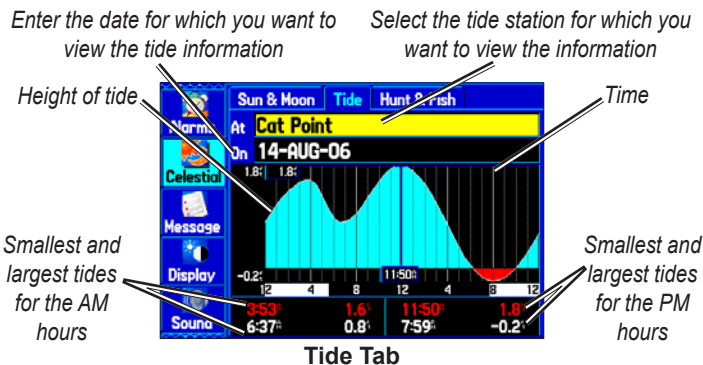 Enter the date for which you want to view the tide information
Select the tide station for which you want to view the information
Height of tide
Time
Sun & Moon Tide Hunt & Fish
Alarms
At Cat Point
On 14-AUG-06
Celestial
1.8 1.8
Message
Display
-0.2
11:50
12 4 8 12 4 8 12
Sound
3:53 1.6 11:50 1.8
6:37 0.8 7:59 -0.2
Smallest and largest tides for the AM hours
Smallest and largest tides for the PM hours
Tide Tab